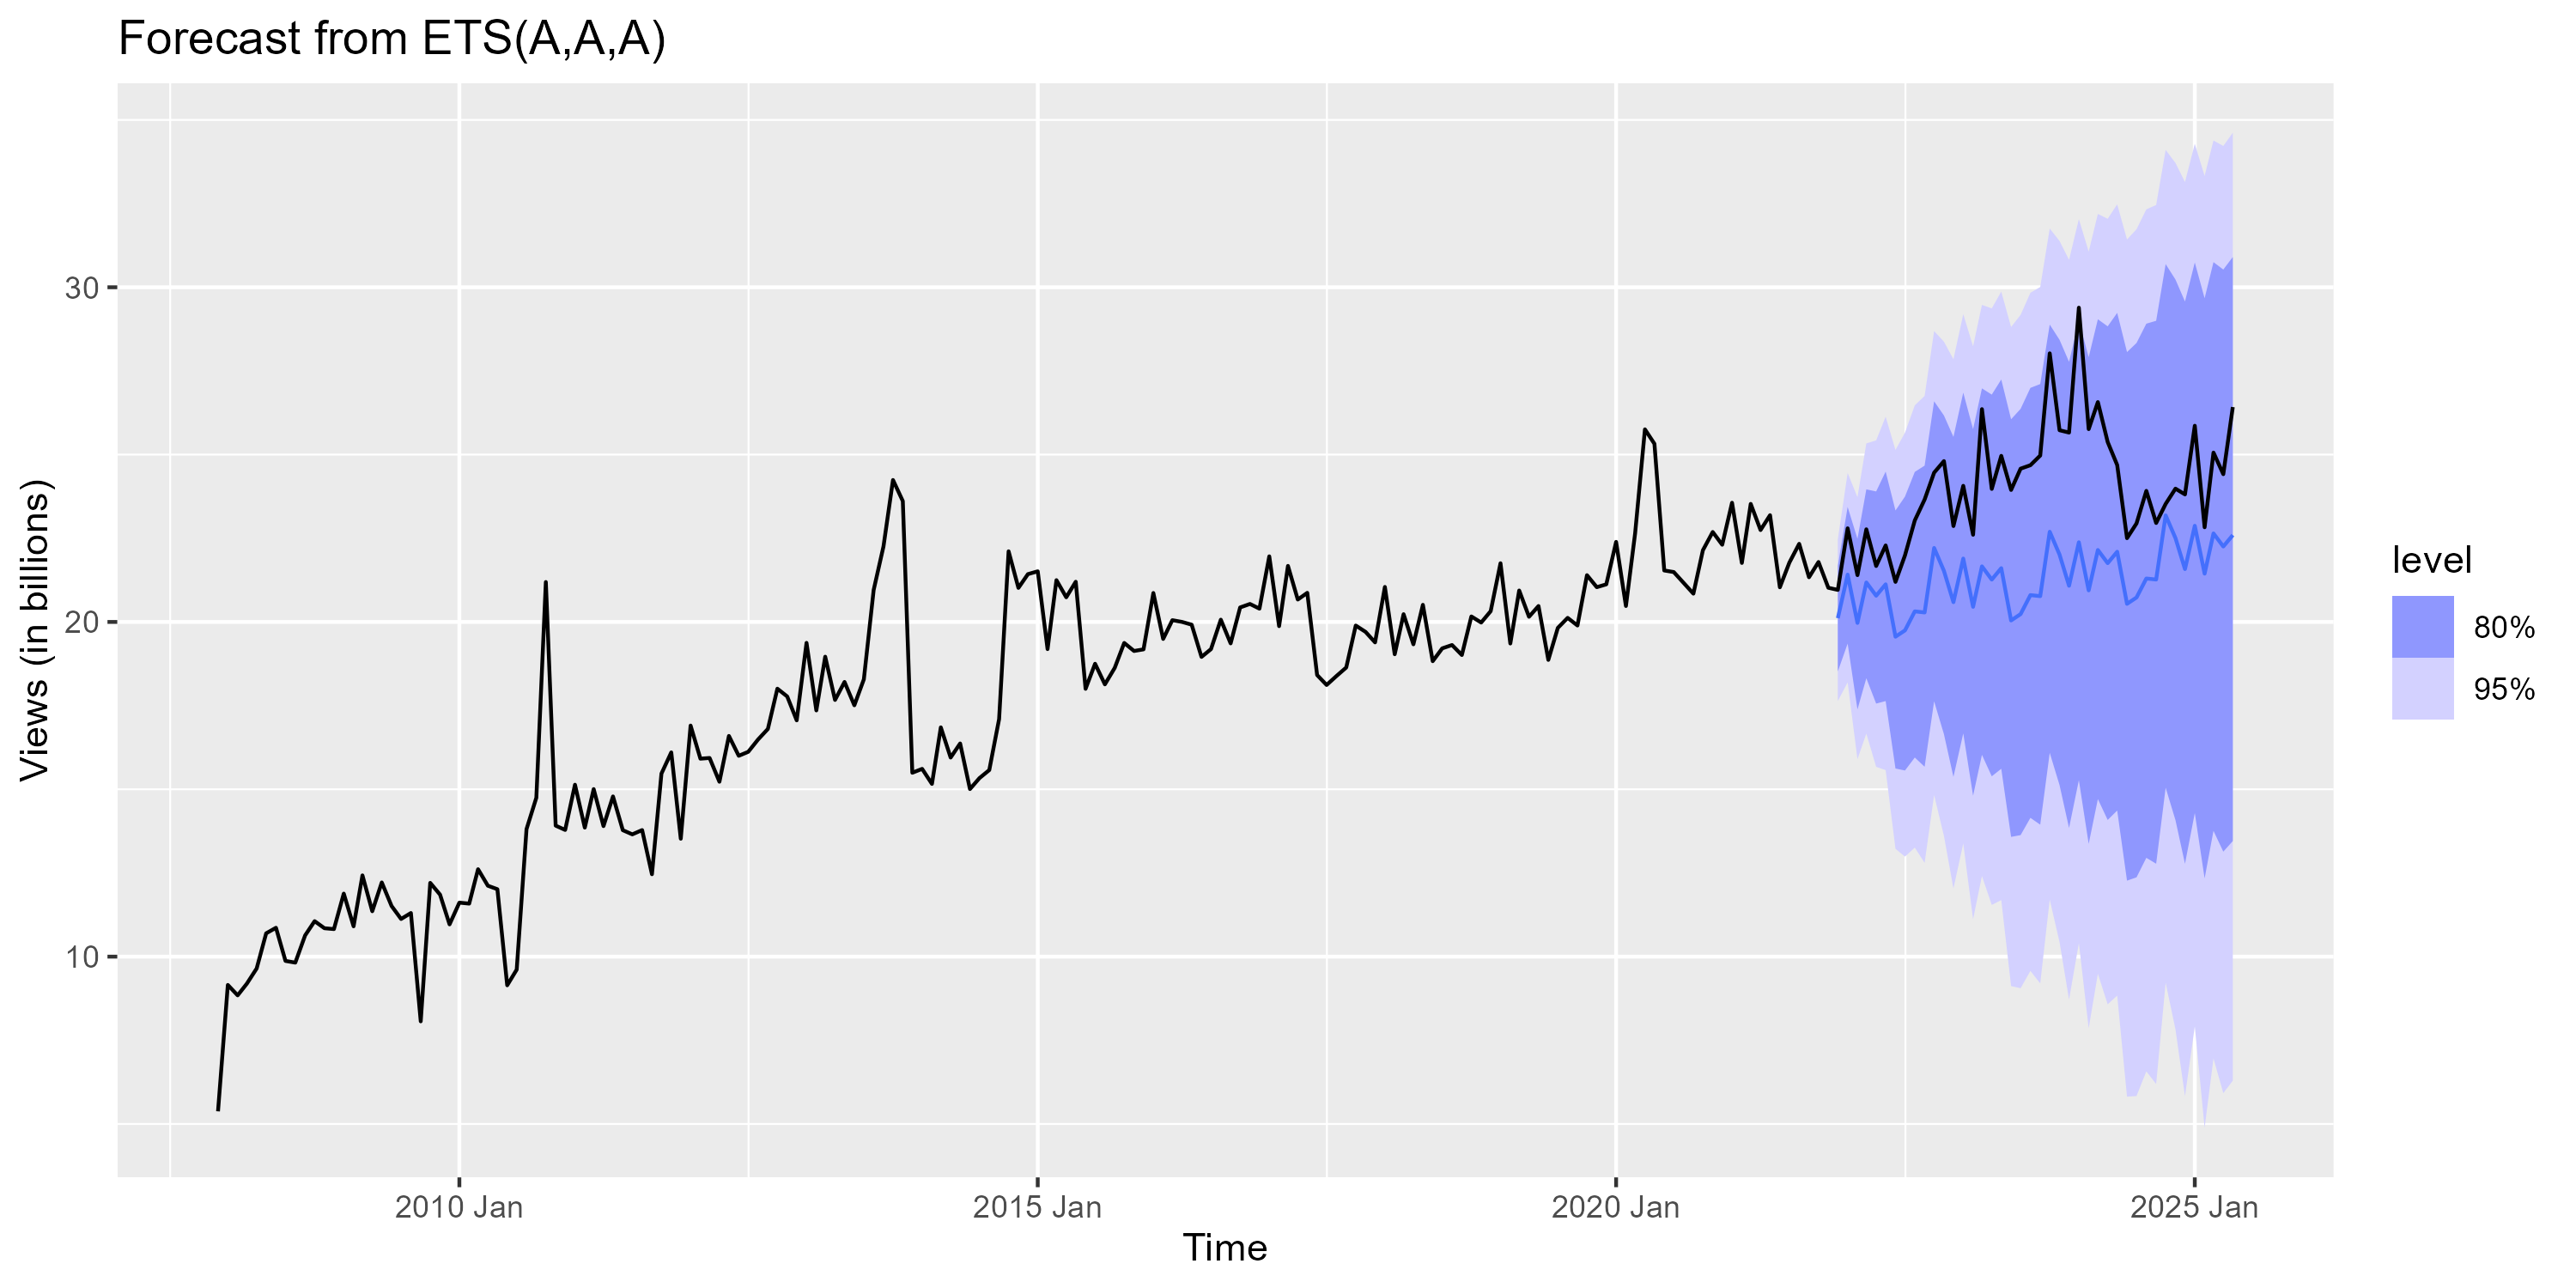 Forecast from ETS(A,A,A)
Views (in billions)
30
20
10
2010 Jan
2015 Jan
2020 Jan
2025 Jan
Time
level
80%
95%